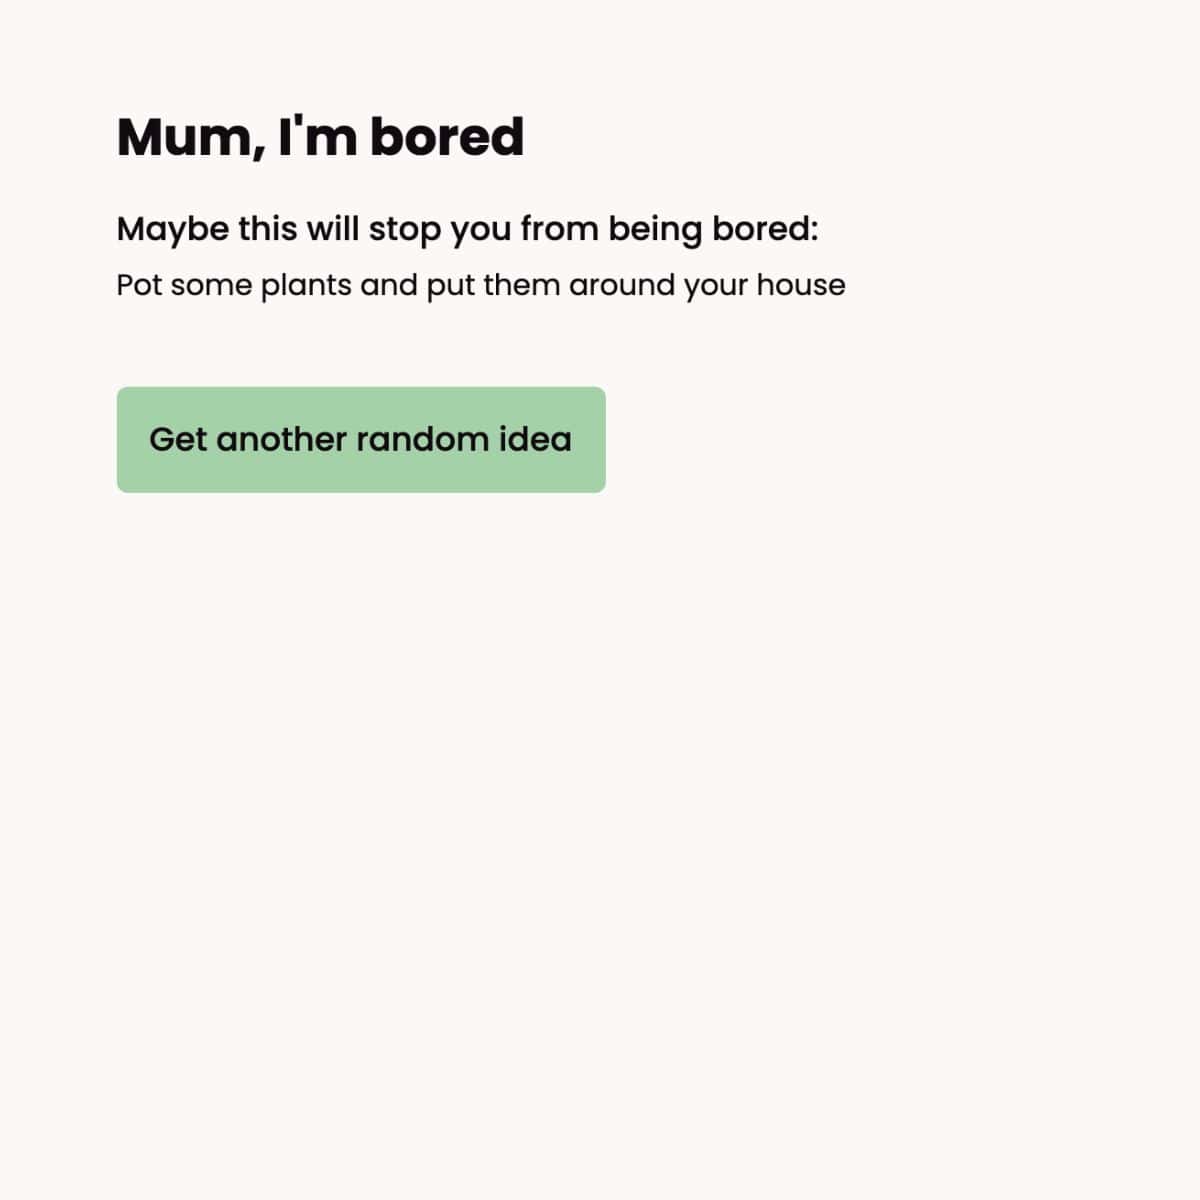 Mum, I'm bored
Maybe this will stop you from being bored:
Pot some plants and put them around your house
Get another random idea